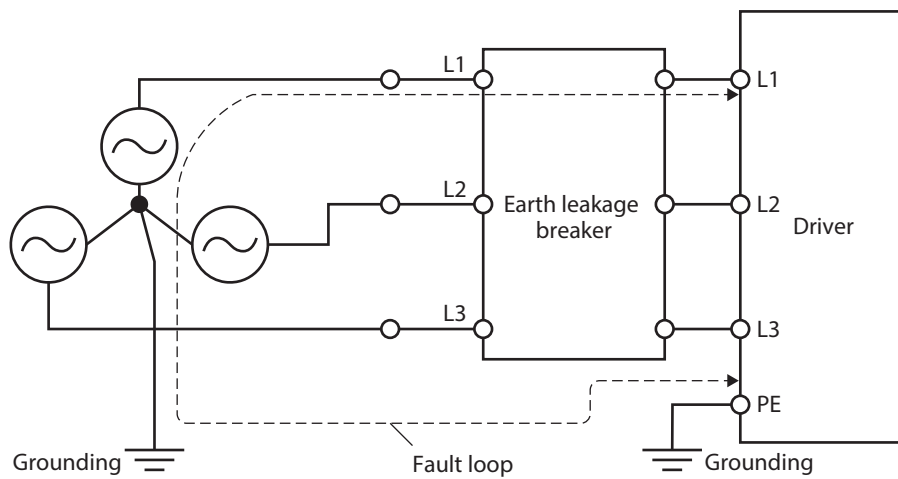 L1
L1
L2
Earth leakage
breaker
L2
Driver
L3
L3
PE
Grounding
Fault loop
Grounding